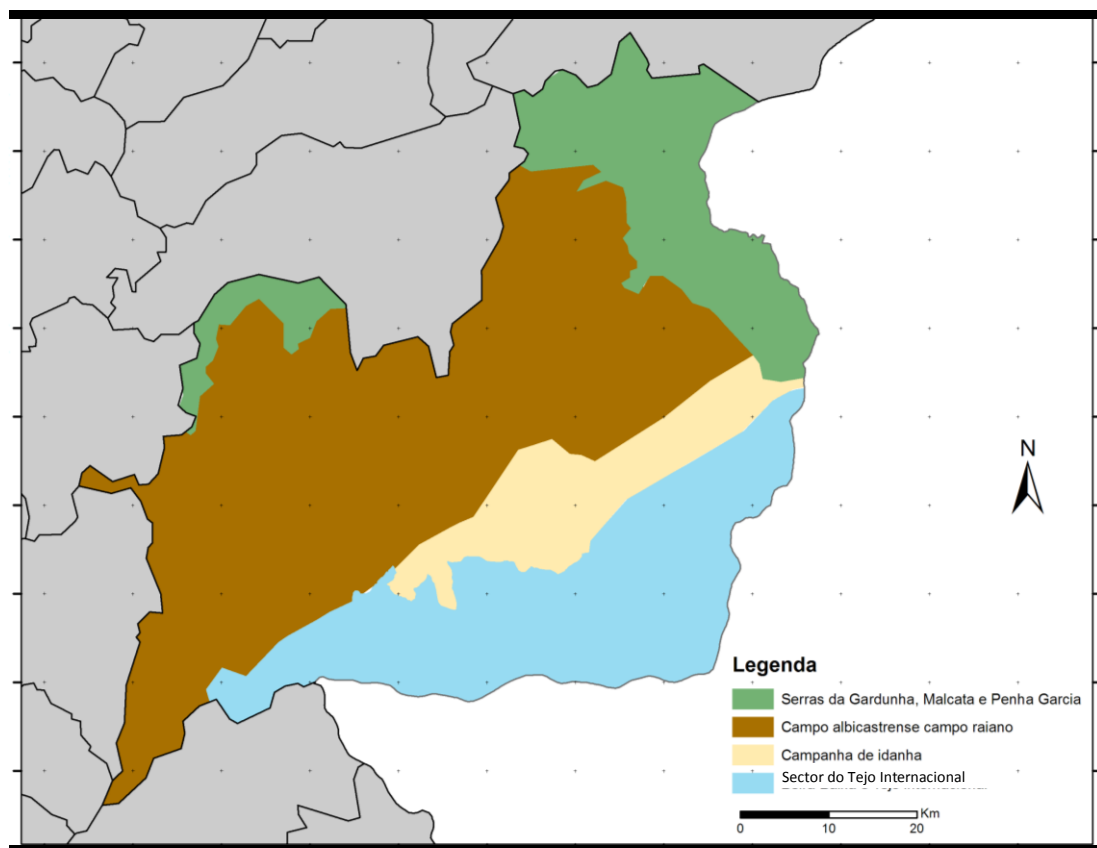 N
Legenda
Serras da Gardunha, Malcata e Penha Garcia
Campo albicastrense campo raiano
Campanha de idanha
Sector do Tejo Internacional
Km
0 10 20